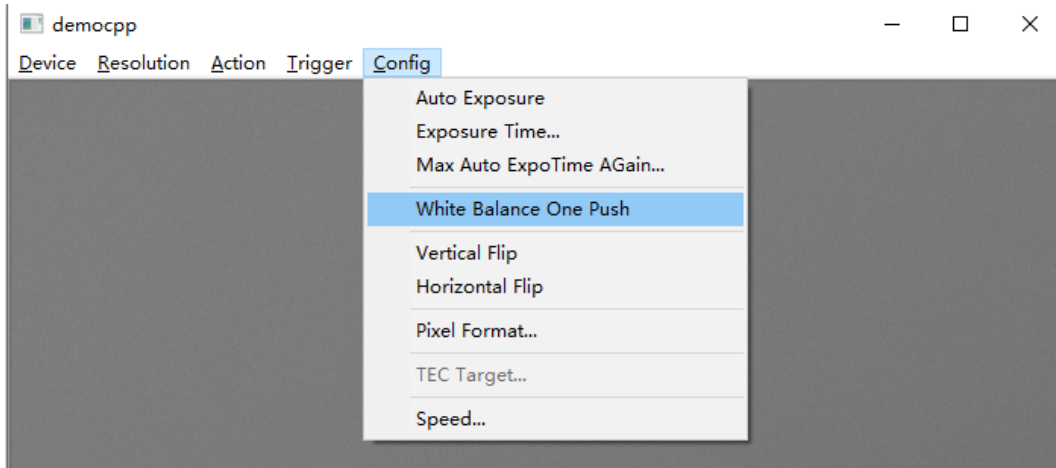 democpp
Device Resolution Action Trigger Config
Auto Exposure
Exposure Time...
Max Auto ExpoTime AGain...
White Balance One Push
Vertical Flip
Horizontal Flip
Pixel Format...
TEC Target...
Speed...